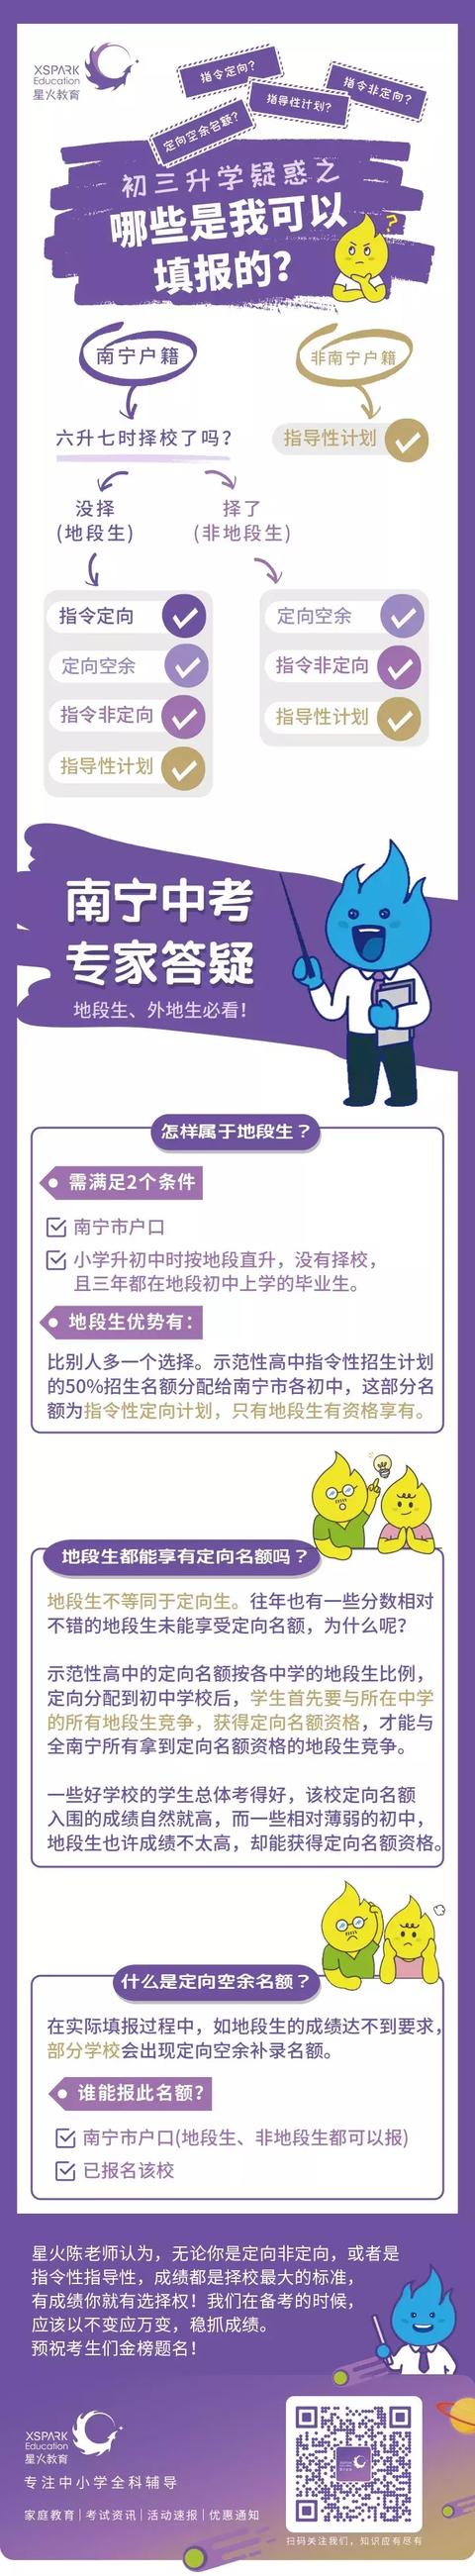 XSPARK
Education
星火教育
指令定向?
指令非定向?
指导性计划?
定向空余名额?
初三升学疑惑之
哪些是我可以
填报的?
?
南宁户籍
非南宁户籍
六升七时择校了吗?
指导性计划
没择
(地段生)
择了
(非地段生)
指令定向
定向空余
定向空余
指令非定向
指令非定向
指导性计划
指导性计划
南宁中考
专家答疑
地段生、外地生必看!
怎样属于地段生?
需满足2个条件
南宁市户口
小学升初中时按地段直升，没有择校，
且三年都在地段初中上学的毕业生。
地段生优势有:
比别人多一个选择。示范性高中指令性招生计划
的50%招生名额分配给南宁市各初中，这部分名
额为指令性定向计划，只有地段生有资格享有。
地段生都能享有定向名额吗?
地段生不等同于定向生。往年也有一些分数相对
不错的地段生未能享受定向名额，为什么呢?
示范性高中的定向名额按各中学的地段生比例，
定向分配到初中学校后，学生首先要与所在中学
的所有地段生竞争，获得定向名额资格，才能与
全南宁所有拿到定向名额资格的地段生竞争。
一些好学校的学生总体考得好，该校定向名额
入围的成绩自然就高，而一些相对薄弱的初中，
地段生也许成绩不太高，却能获得定向名额资格。
什么是定向空余名额?
在实际填报过程中，如地段生的成绩达不到要求，
部分学校会出现定向空余补录名额。
谁能报此名额?
南宁市户口(地段生、非地段生都可以报)
已报名该校
星火陈老师认为，无论你是定向非定向，或者是
指令性指导性，成绩都是择校最大的标准，
有成绩你就有选择权! 我们在备考的时候，
应该以不变应万变，稳抓成绩。
预祝考生们金榜题名!
XSPARK
Education
星火教育
专注中小学全科辅导
家庭教育|考试资讯|活动速报|优惠通知
扫码关注我们，知识应有尽有